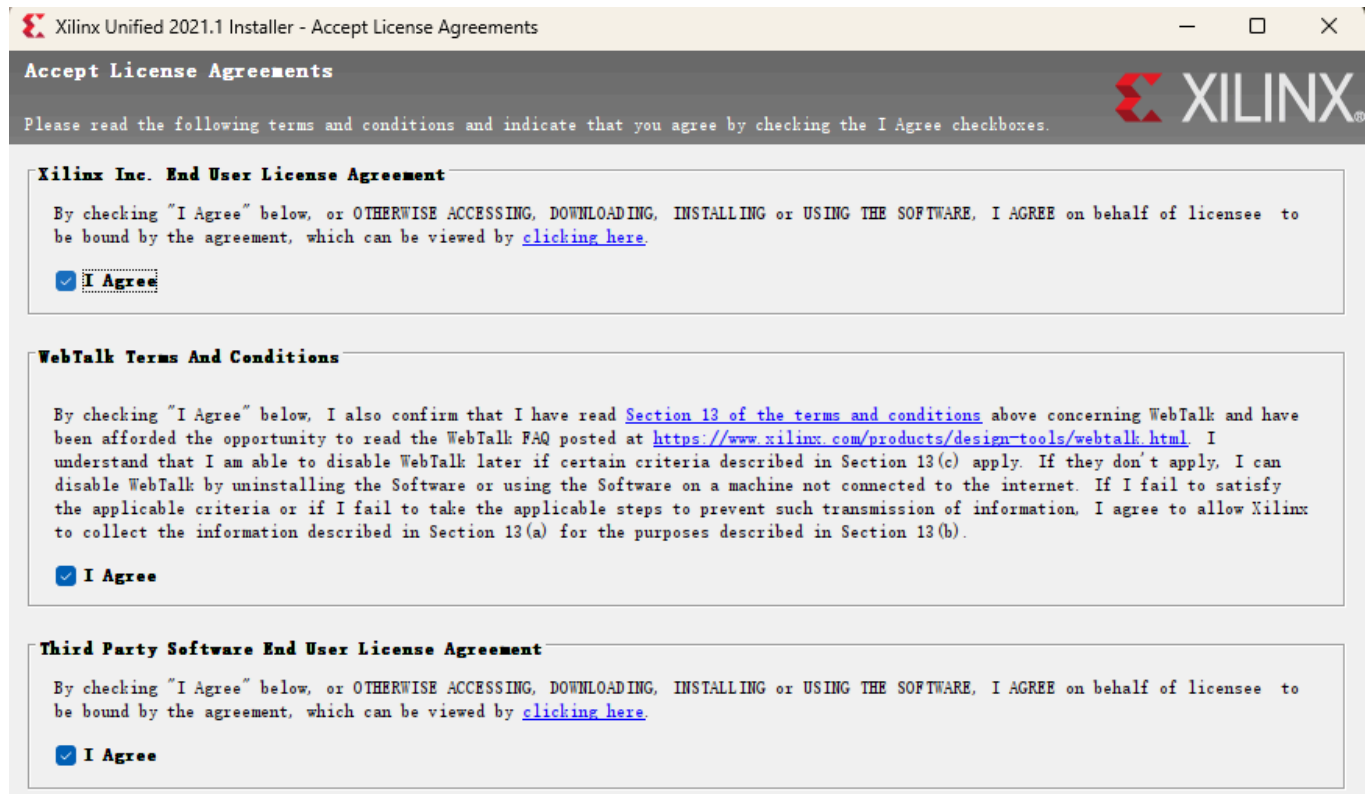 Xilinx Unified 2021.1 Installer - Accept License Agreements
Accept License Agreements
XILINX®
Please read the following terms and conditions and indicate that you agree by checking the I Agree checkboxes.
Xilinx Inc. End User License Agreement
By checking "I Agree" below, or OTHERWISE ACCESSING, DOWNLOADING, INSTALLING or USING THE SOFTWARE, I AGREE on behalf of licensee to
be bound by the agreement, which can be viewed by clicking here.
I Agree
WebTalk Terms And Conditions
By checking "I Agree" below, I also confirm that I have read Section 13 of the terms and conditions above concerning WebTalk and have
been afforded the opportunity to read the WebTalk FAQ posted at https://www.xilinx.com/products/design-tools/webtalk.html. I
understand that I am able to disable WebTalk later if certain criteria described in Section 13(c) apply. If they don't apply, I can
disable WebTalk by uninstalling the Software or using the Software on a machine not connected to the internet. If I fail to satisfy
the applicable criteria or if I fail to take the applicable steps to prevent such transmission of information, I agree to allow Xilinx
to collect the information described in Section 13(a) for the purposes described in Section 13(b).
I Agree
Third Party Software End User License Agreement
By checking "I Agree" below, or OTHERWISE ACCESSING, DOWNLOADING, INSTALLING or USING THE SOFTWARE, I AGREE on behalf of licensee to
be bound by the agreement, which can be viewed by clicking here.
I Agree